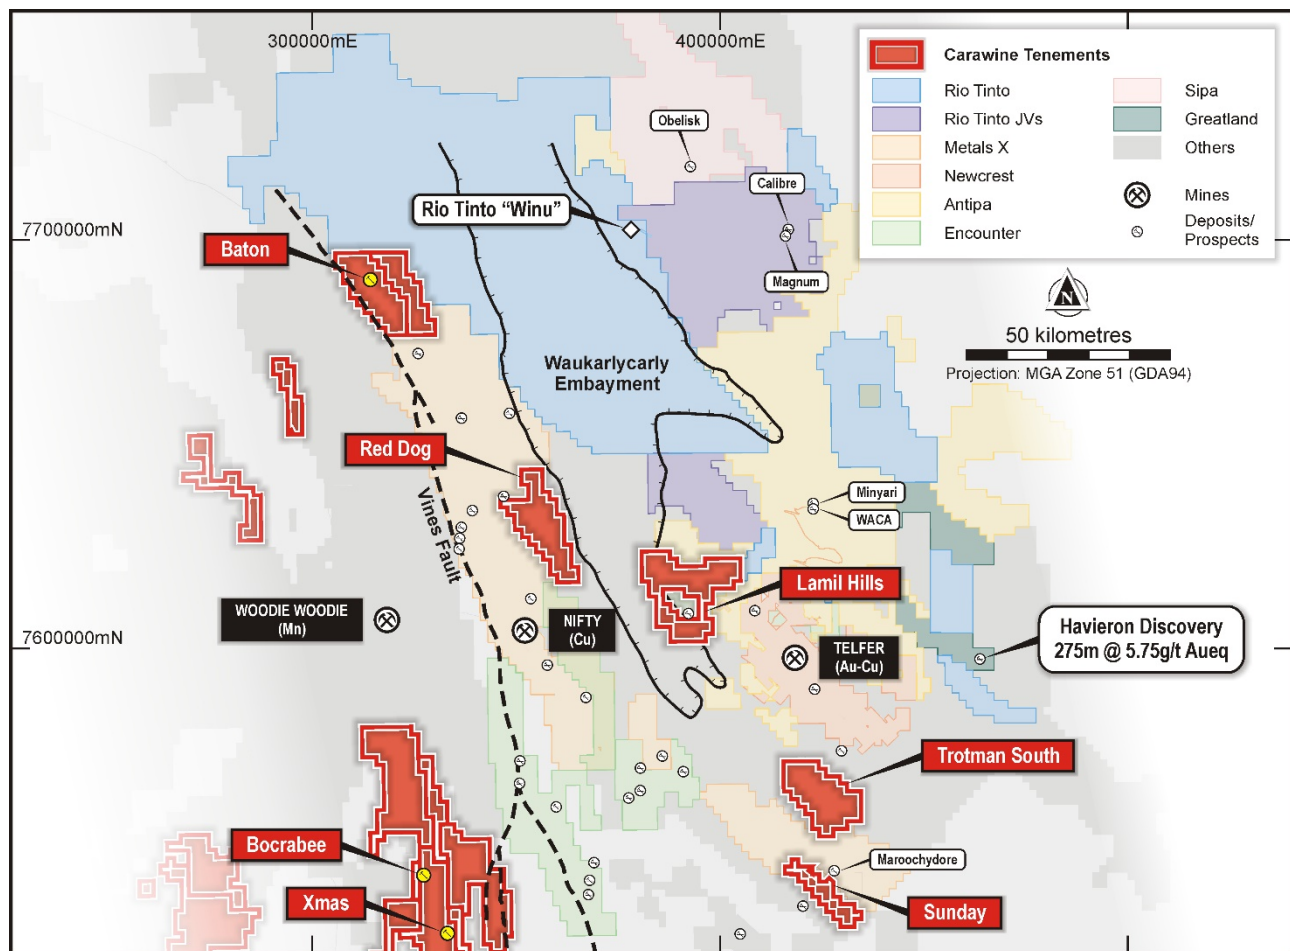 300000mE
400000mE
Carawine Tenements
Rio Tinto
Rio Tinto JVs
Metals X
Newcrest
Antipa
Encounter
Sipa
Greatland
Others
Mines
Deposits/
Prospects
Obelisk
Calibre
Rio Tinto “Winu”
7700000mN
Baton
Magnum
N
50 kilometres
Projection: MGA Zone 51 (GDA94)
Waukarlycarly
Embayment
Red Dog
Vines Fault
Minyari
WACA
Lamil Hills
WOODIE WOODIE
(Mn)
NIFTY
(Cu)
7600000mN
TELFER
(Au-Cu)
Havieron Discovery
275m @ 5.75g/t Aueq
Trotman South
Bocrabee
Maroochydore
Xmas
Sunday